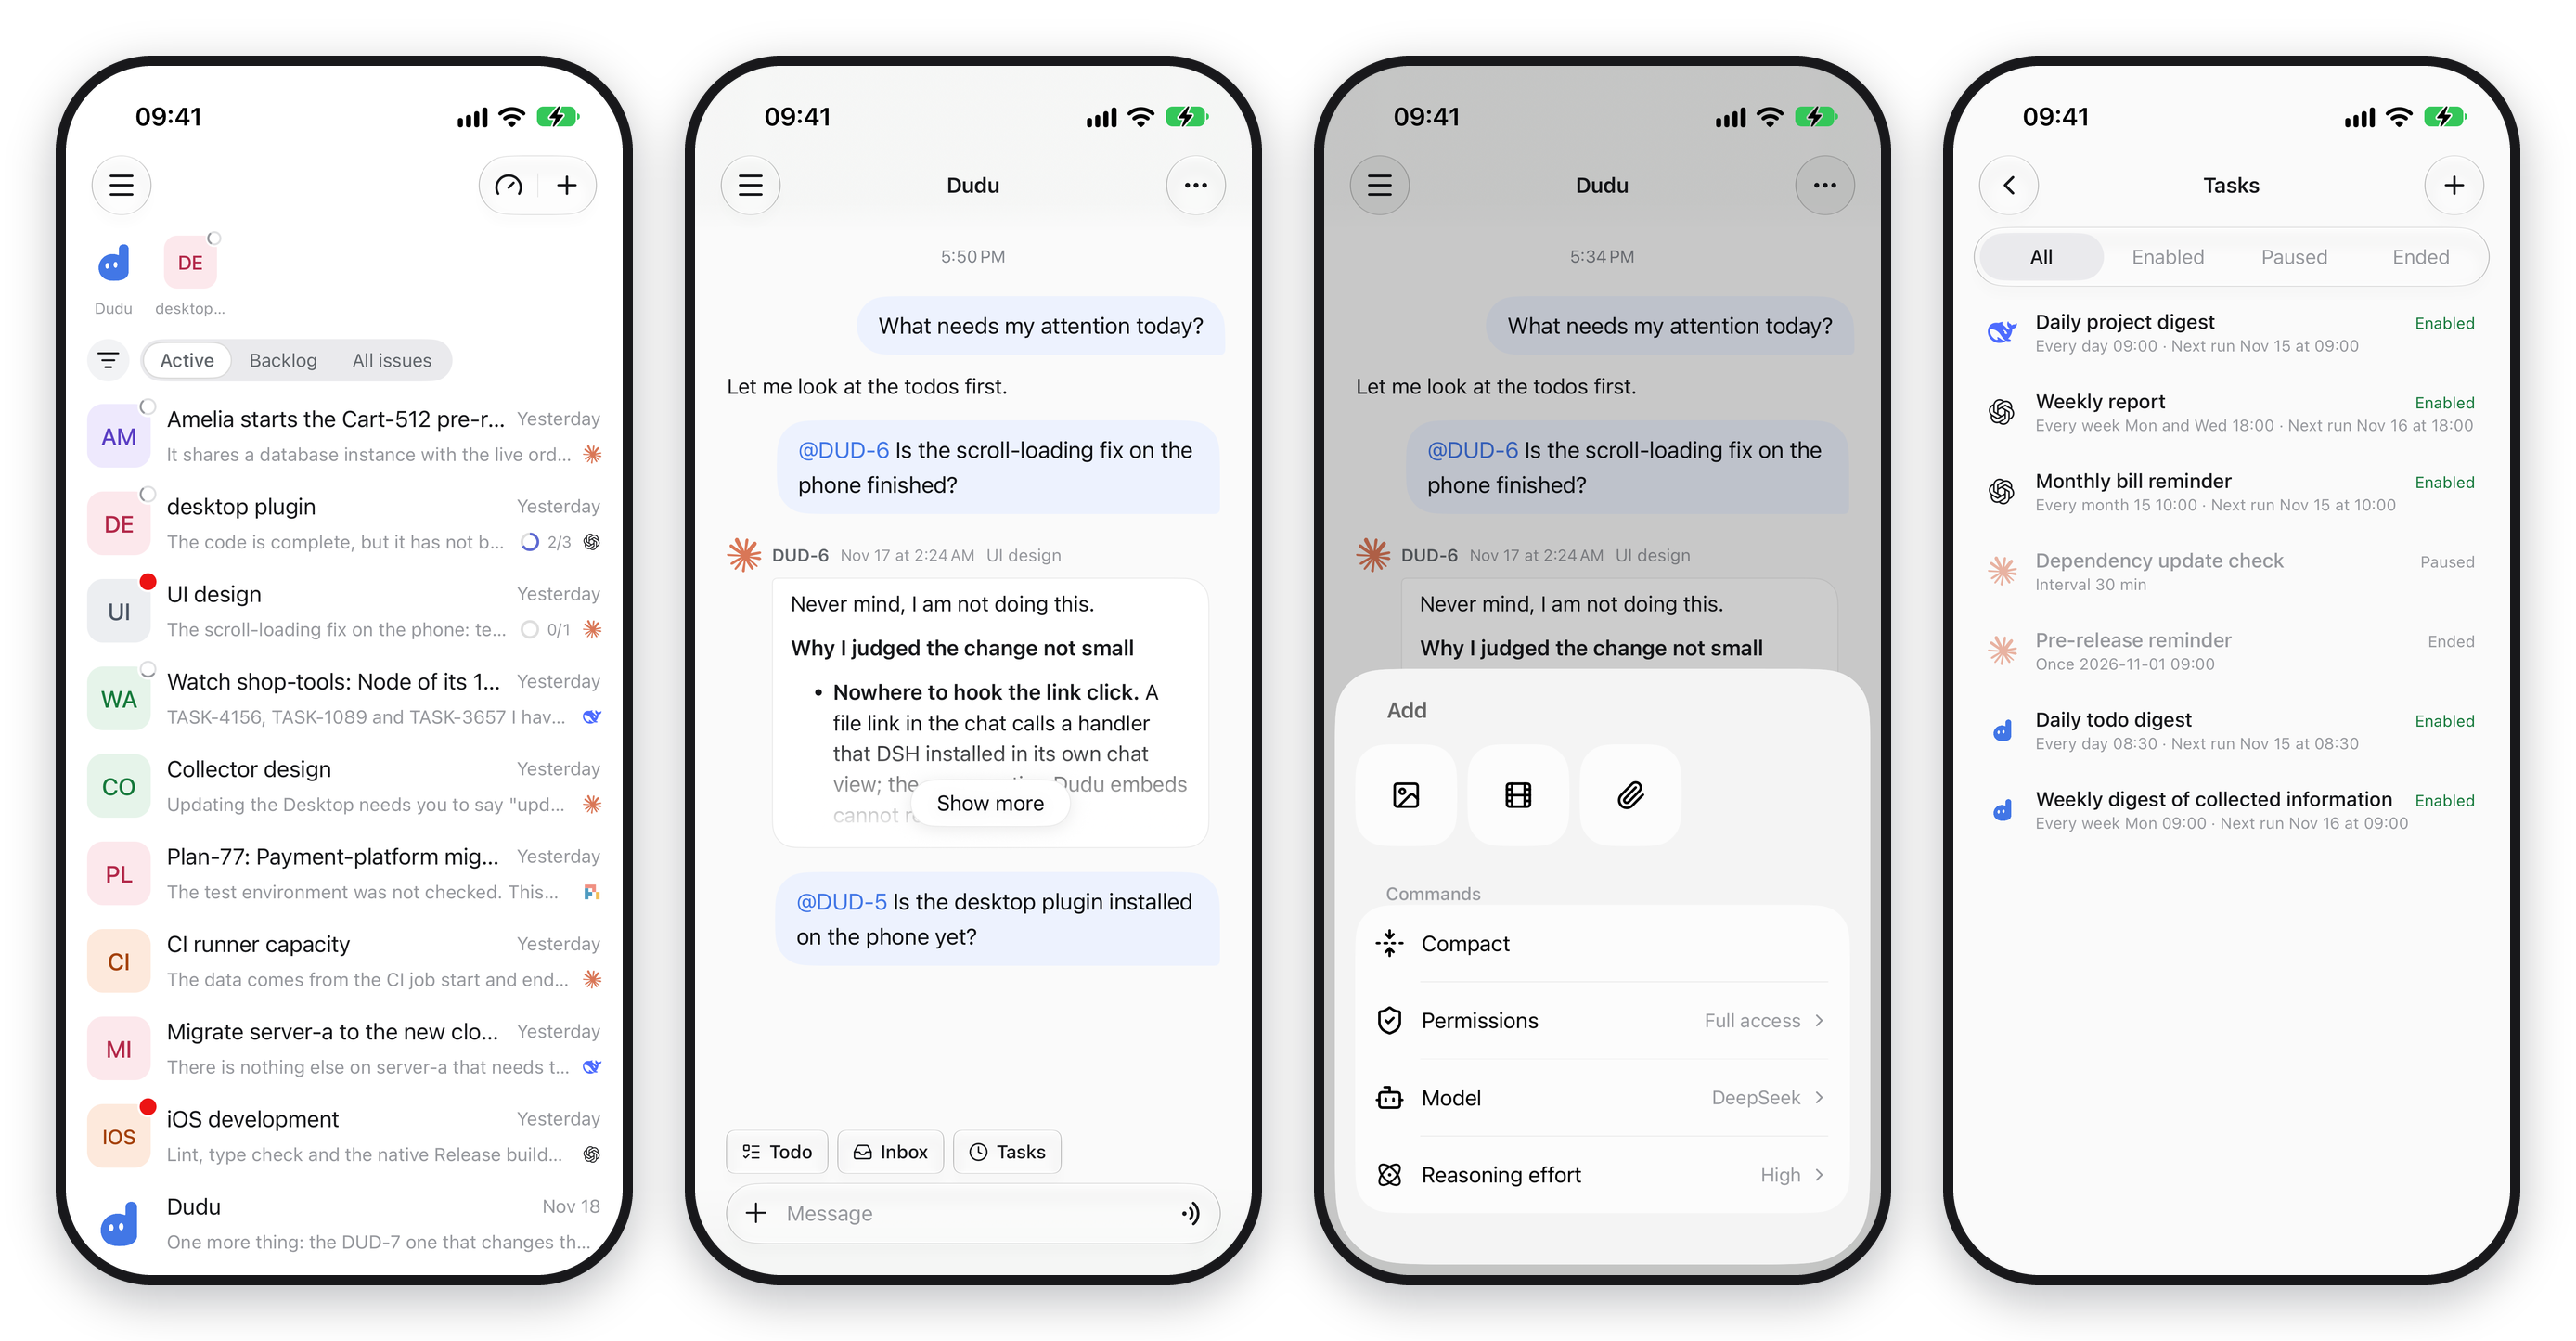 09:41
DE
Dudu
desktop...
Active
Backlog
All issues
AM
Amelia starts the Cart-512 pre-r...
Yesterday
It shares a database instance with the live ord...
DE
desktop plugin
Yesterday
The code is complete, but it has not b...
2/3
UI
UI design
Yesterday
The scroll-loading fix on the phone: te...
0/1
WA
Watch shop-tools: Node of its 1...
Yesterday
TASK-4156, TASK-1089 and TASK-3657 I hav...
CO
Collector design
Yesterday
Updating the Desktop needs you to say "upd...
PL
Plan-77: Payment-platform mig...
Yesterday
The test environment was not checked. This...
CI
CI runner capacity
Yesterday
The data comes from the CI job start and end...
MI
Migrate server-a to the new clo...
Yesterday
There is nothing else on server-a that needs t...
IOS
iOS development
Yesterday
Lint, type check and the native Release build...
Dudu
Nov 18
One more thing: the DUD-7 one that changes th...
09:41
Dudu
5:50 PM
What needs my attention today?
Let me look at the todos first.
@DUD-6 Is the scroll-loading fix on the
phone finished?
DUD-6 Nov 17 at 2:24 AM UI design
Never mind, I am not doing this.
Why I judged the change not small
• Nowhere to hook the link click. A
file link in the chat calls a handler
that DSH installed in its own chat
view; the Dudu embeds
cannot
Show more
@DUD-5 Is the desktop plugin installed
on the phone yet?
Todo
Inbox
Tasks
Message
09:41
Dudu
5:34 PM
What needs my attention today?
Let me look at the todos first.
@DUD-6 Is the scroll-loading fix on the
phone finished?
DUD-6 Nov 17 at 2:24 AM UI design
Never mind, I am not doing this.
Why I judged the change not small
Add
Commands
Compact
Permissions
Full access
Model
DeepSeek
Reasoning effort
High
09:41
Tasks
All
Enabled
Paused
Ended
Daily project digest
Enabled
Every day 09:00 · Next run Nov 15 at 09:00
Weekly report
Enabled
Every week Mon and Wed 18:00 · Next run Nov 16 at 18:00
Monthly bill reminder
Enabled
Every month 15 10:00 · Next run Nov 15 at 10:00
Dependency update check
Paused
Interval 30 min
Pre-release reminder
Ended
Once 2026-11-01 09:00
Daily todo digest
Enabled
Every day 08:30 · Next run Nov 15 at 08:30
Weekly digest of collected information
Enabled
Every week Mon 09:00 · Next run Nov 16 at 09:00